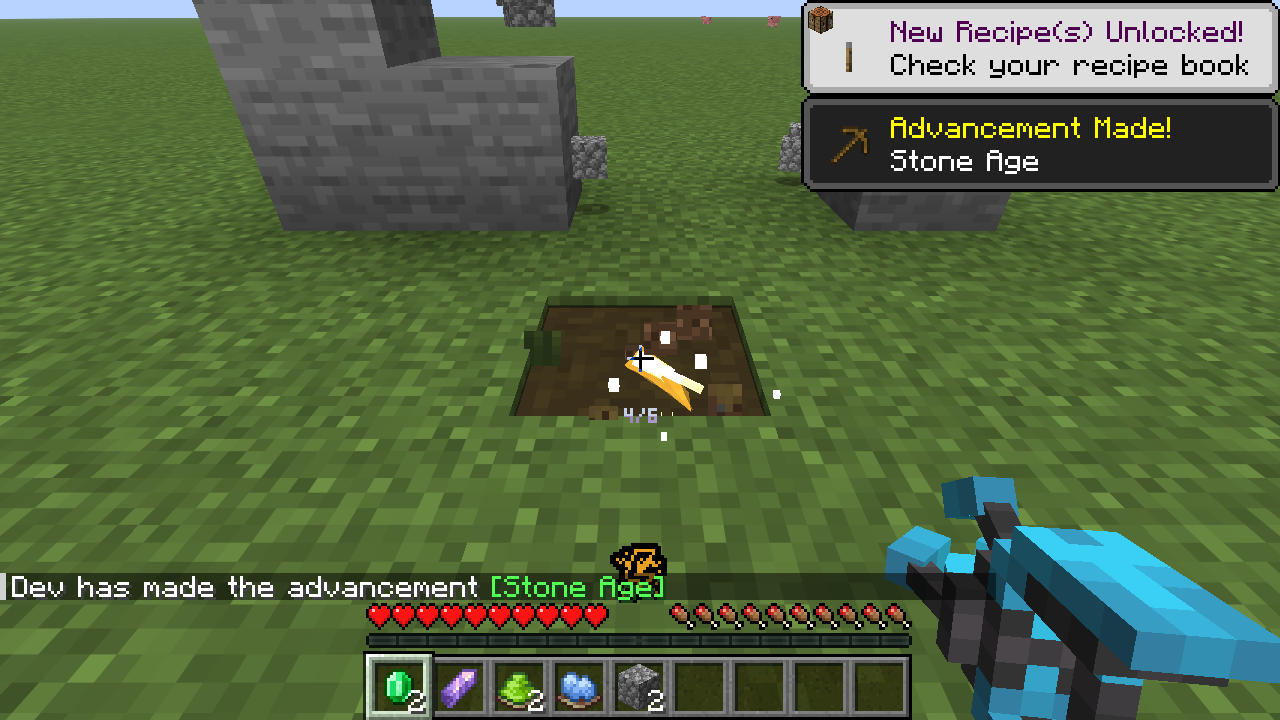 New Recipe(s) Unlocked!
Check your recipe book
Advancement Made!
Stone Age
4/6
Dev has made the advancement [Stone Age]
2
2
2